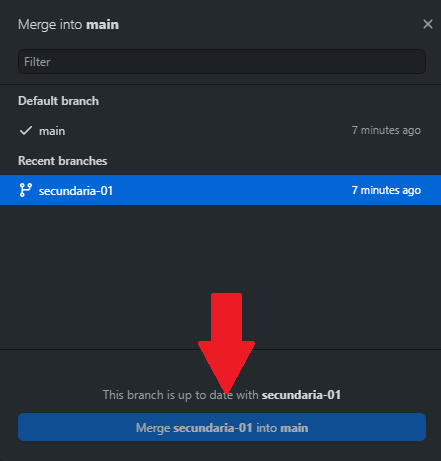 Merge into main
Filter
Default branch
main 7 minutes ago
Recent branches
secundaria-01 7 minutes ago
This branch is up to date with secundaria-01
Merge secundaria-01 into main